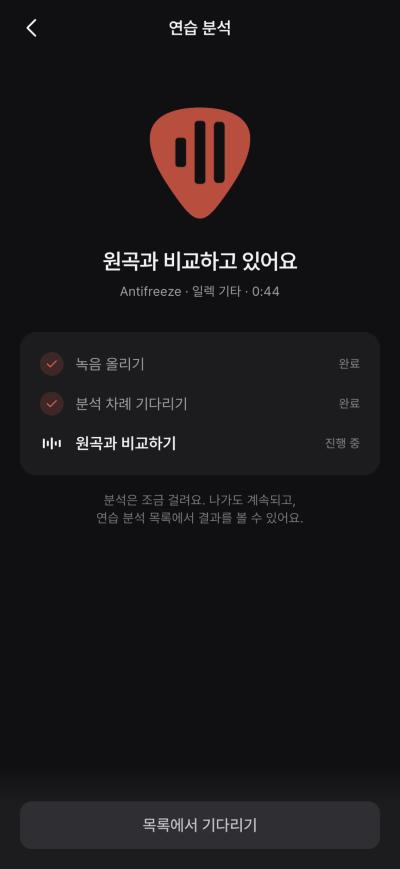 연습 분석
원곡과 비교하고 있어요
Antifreeze · 일렉 기타 · 0:44
녹음 올리기 완료
분석 차례 기다리기 완료
원곡과 비교하기 진행 중
분석은 조금 걸려요. 나가도 계속되고,
연습 분석 목록에서 결과를 볼 수 있어요.
목록에서 기다리기